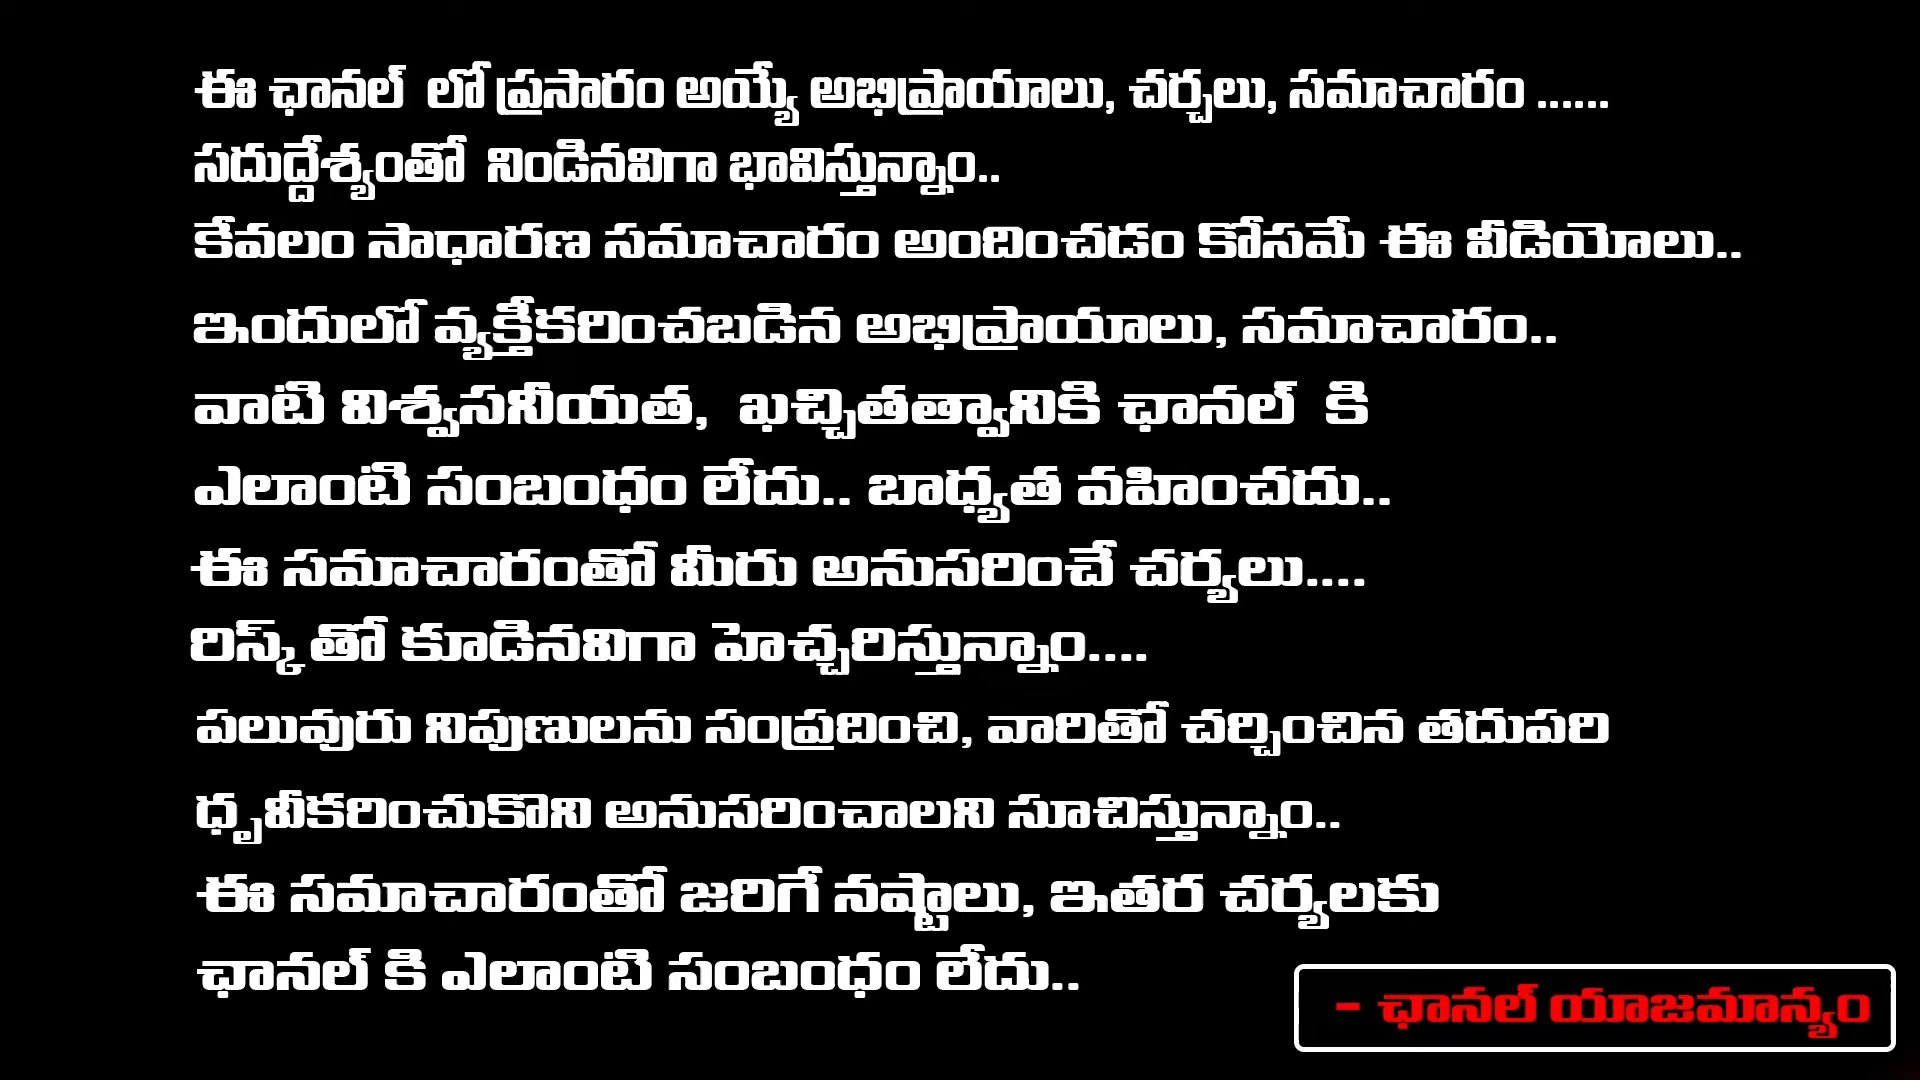 ఈ ఛానల్ లో ప్రసారం అయ్యే అభిప్రాయాలు, చర్చలు, సమాచారం ......
సదుద్దేశ్యంతో నిండినవిగా భావిస్తున్నాం..
కేవలం సాధారణ సమాచారం అందించడం కోసమే ఈ వీడియోలు..
ఇందులో వ్యక్తీకరించబడిన అభిప్రాయాలు, సమాచారం..
వాటి విశ్వసనీయత, ఖచ్చితత్వానికి ఛానల్ కి
ఎలాంటి సంబంధం లేదు.. బాధ్యత వహించదు..
ఈ సమాచారంతో మీరు అనుసరించే చర్యలు....
రిస్క్ తో కూడినవిగా హెచ్చరిస్తున్నాం....
పలువురు నిపుణులను సంప్రదించి, వారితో చర్చించిన తదుపరి
ధృవీకరించుకొని అనుసరించాలని సూచిస్తున్నాం..
ఈ సమాచారంతో జరిగే నష్టాలు, ఇతర చర్యలకు
ఛానల్ కి ఎలాంటి సంబంధం లేదు..
- ఛానల్ యాజమాన్యం